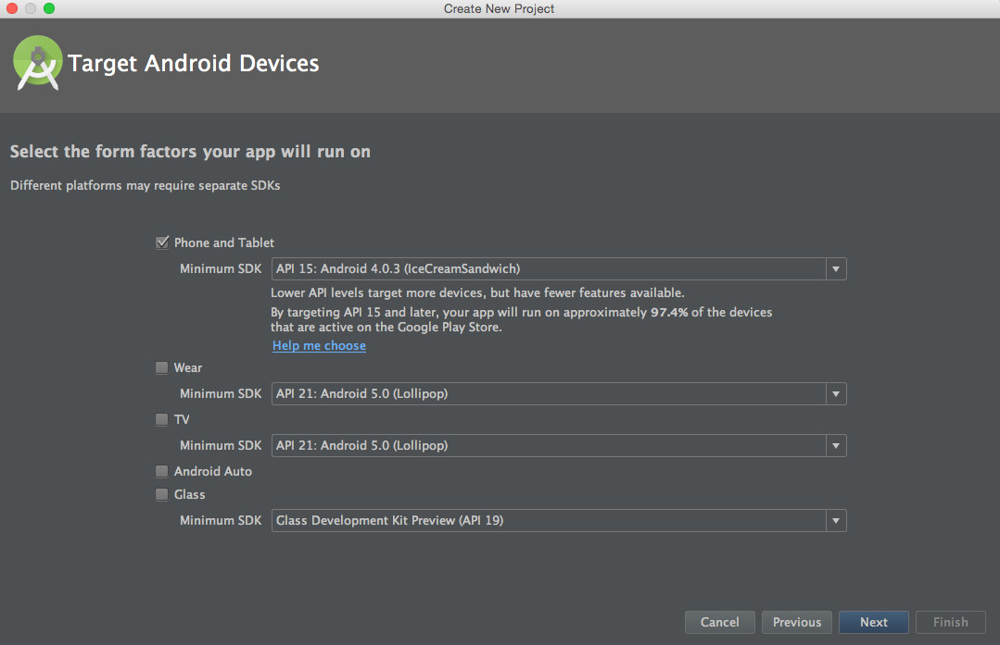 Create New Project
Target Android Devices
Select the form factors your app will run on
Different platforms may require separate SDKs
Phone and Tablet
Minimum SDK API 15: Android 4.0.3 (IceCreamSandwich)
Lower API levels target more devices, but have fewer features available.
By targeting API 15 and later, your app will run on approximately 97.4% of the devices
that are active on the Google Play Store.
Help me choose
Wear
Minimum SDK API 21: Android 5.0 (Lollipop)
TV
Minimum SDK API 21: Android 5.0 (Lollipop)
Android Auto
Glass
Minimum SDK Glass Development Kit Preview (API 19)
Cancel Previous Next Finish